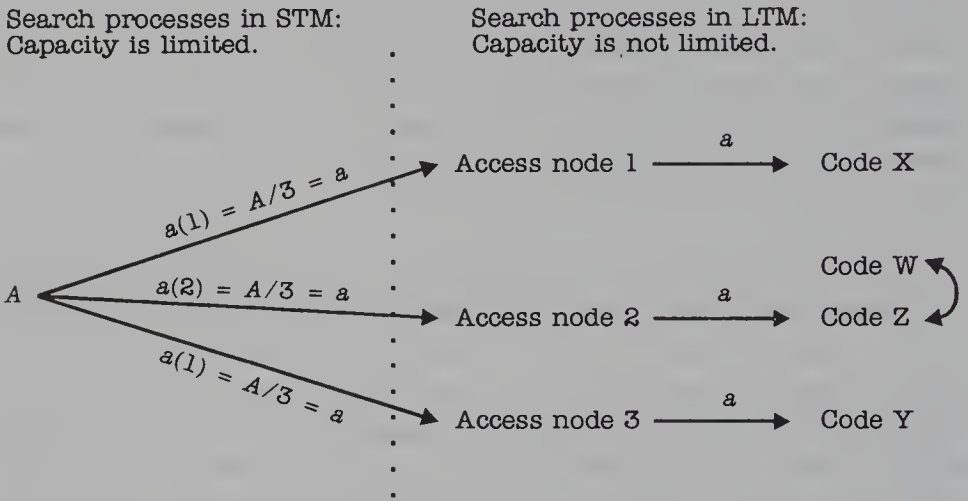 Search processes in STM:
Capacity is limited.
Search processes in LTM:
Capacity is not limited.
a(1) = A/3 = a
Access node 1
a
Code X
Code W
A
a(2) = A/3 = a
Access node 2
a
Code Z
a(1) = A/3 = a
Access node 3
a
Code Y